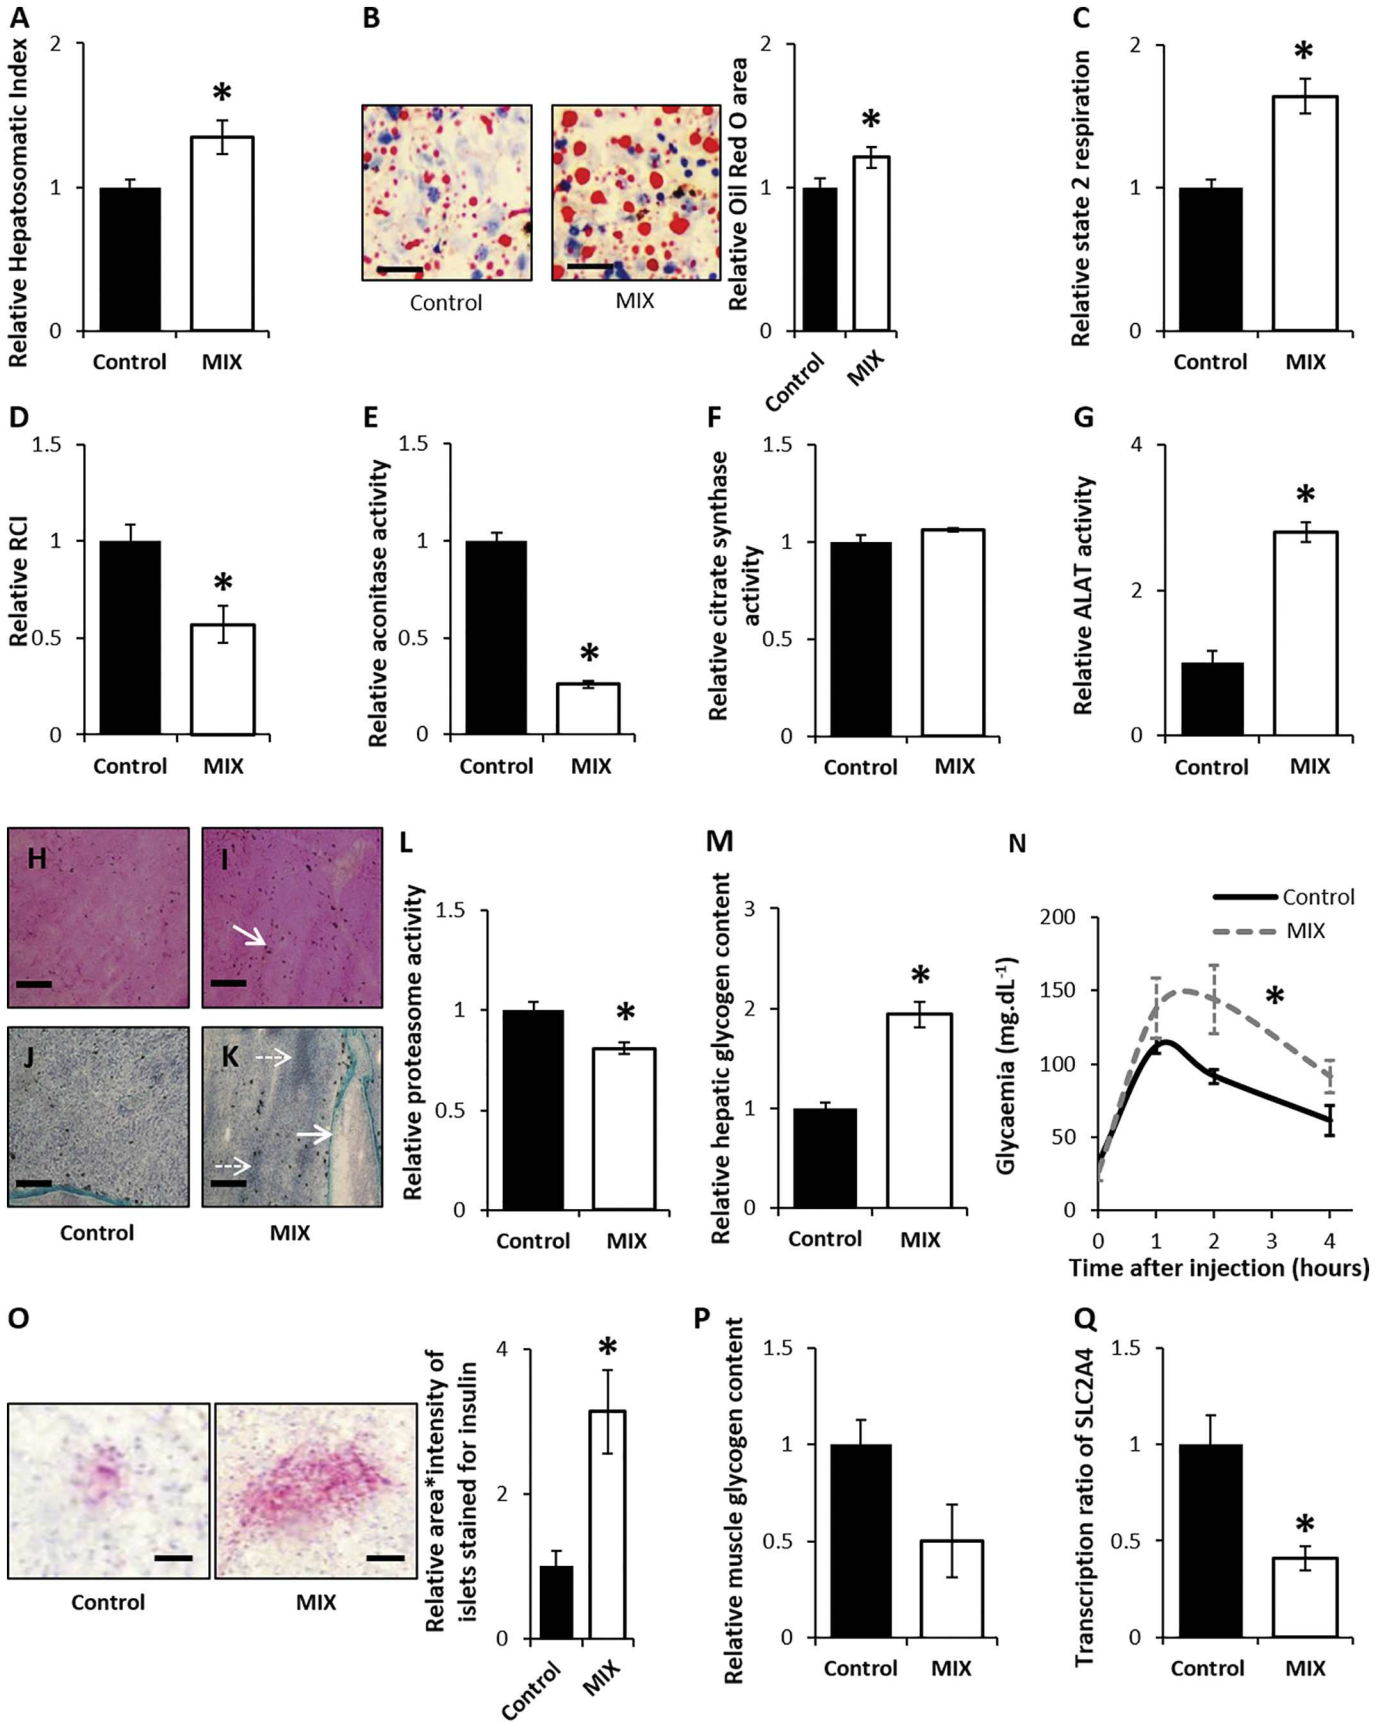 A
Relative Hepatosomatic Index
2
1
0
*
Control MIX
B
Control
MIX
Relative Oil Red O area
2
1
0
*
Control
MIX
C
Relative state 2 respiration
2
1
0
*
Control MIX
D
Relative RCI
1.5
1
0.5
0
*
Control MIX
E
Relative aconitase activity
1.5
1
0.5
0
*
Control MIX
F
Relative citrate synthase
activity
1.5
1
0.5
0
Control MIX
G
Relative ALAT activity
4
2
0
*
Control MIX
H
I
J
K
Control
MIX
L
Relative proteasome activity
1.5
1
0.5
0
*
Control MIX
M
Relative hepatic glycogen content
3
2
1
0
*
Control MIX
N
Control
MIX
Glycaemia (mg.dL-1)
200
150
100
50
0
*
0 1 2 3 4
Time after injection (hours)
O
Control
MIX
Relative area*intensity of
islets stained for insulin
4
2
0
*
Control
MIX
P
Relative muscle glycogen content
1.5
1
0.5
0
Control MIX
Q
Transcription ratio of SLC2A4
1.5
1
0.5
0
*
Control MIX